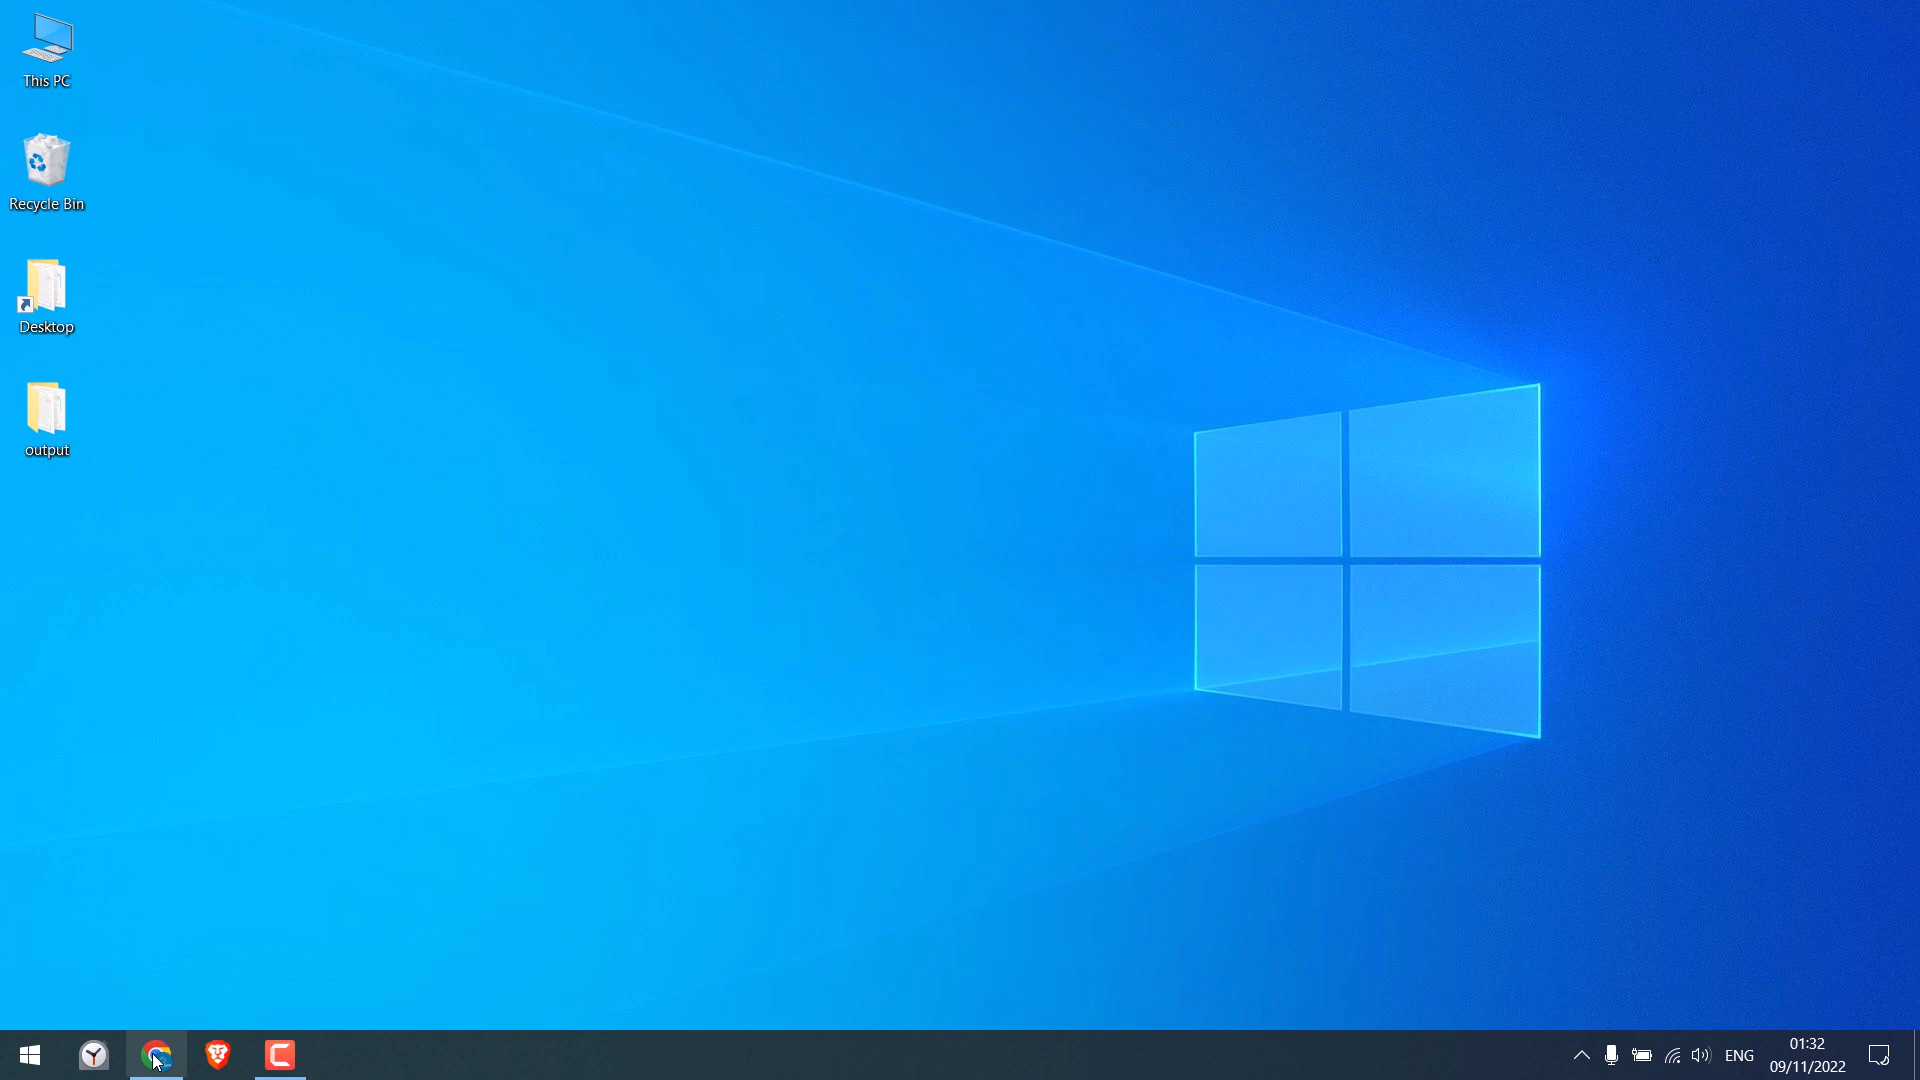 This PC
Recycle Bin
Desktop
output
ENG
01:32
09/11/2022